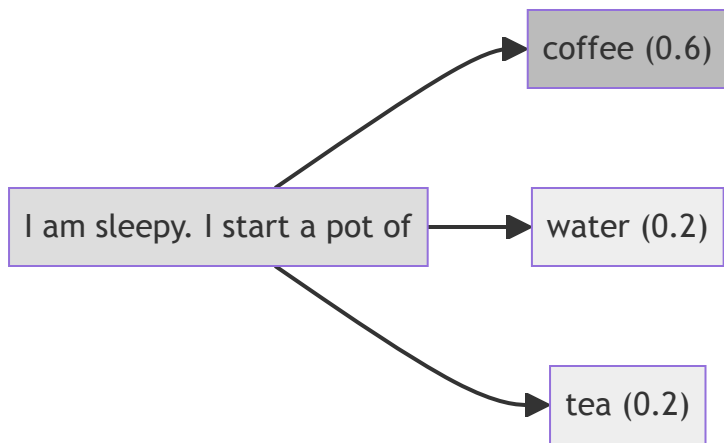 coffee (0.6)
I am sleepy. I start a pot of
water (0.2)
tea (0.2)